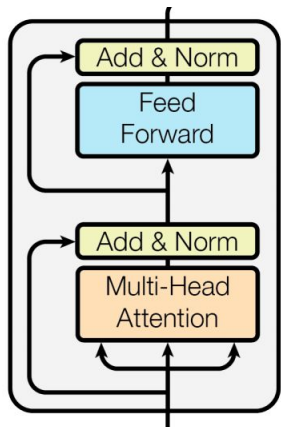 Add & Norm
Feed
Forward
Add & Norm
Multi-Head
Attention